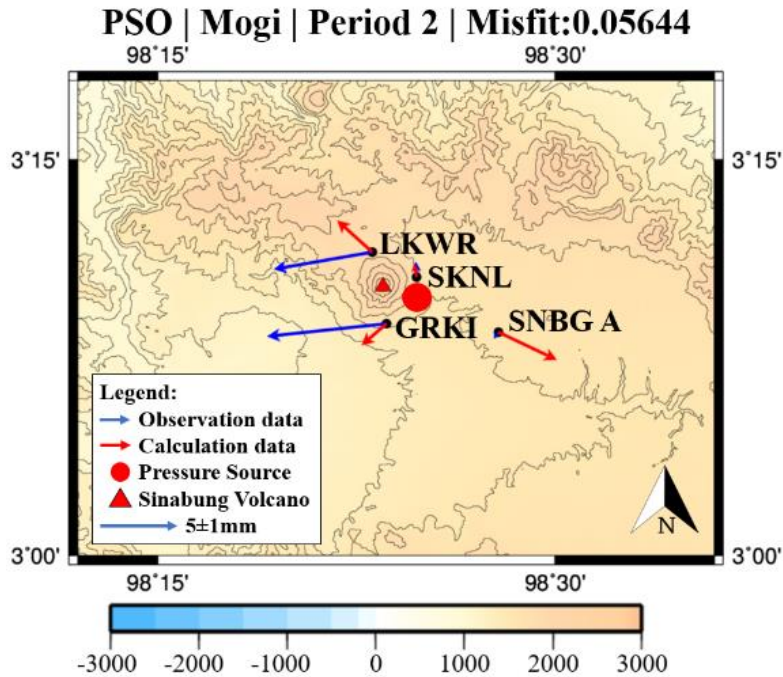 PSO | Mogi | Period 2 | Misfit:0.05644
98˚15' 98˚30'
3˚15' 3˚15'
LKWR
SKNL
GRKI SNBG A
Legend:
Observation data
Calculation data
Pressure Source
Sinabung Volcano
5±1mm
N
3˚00' 3˚00'
98˚15' 98˚30'
-3000 -2000 -1000 0 1000 2000 3000